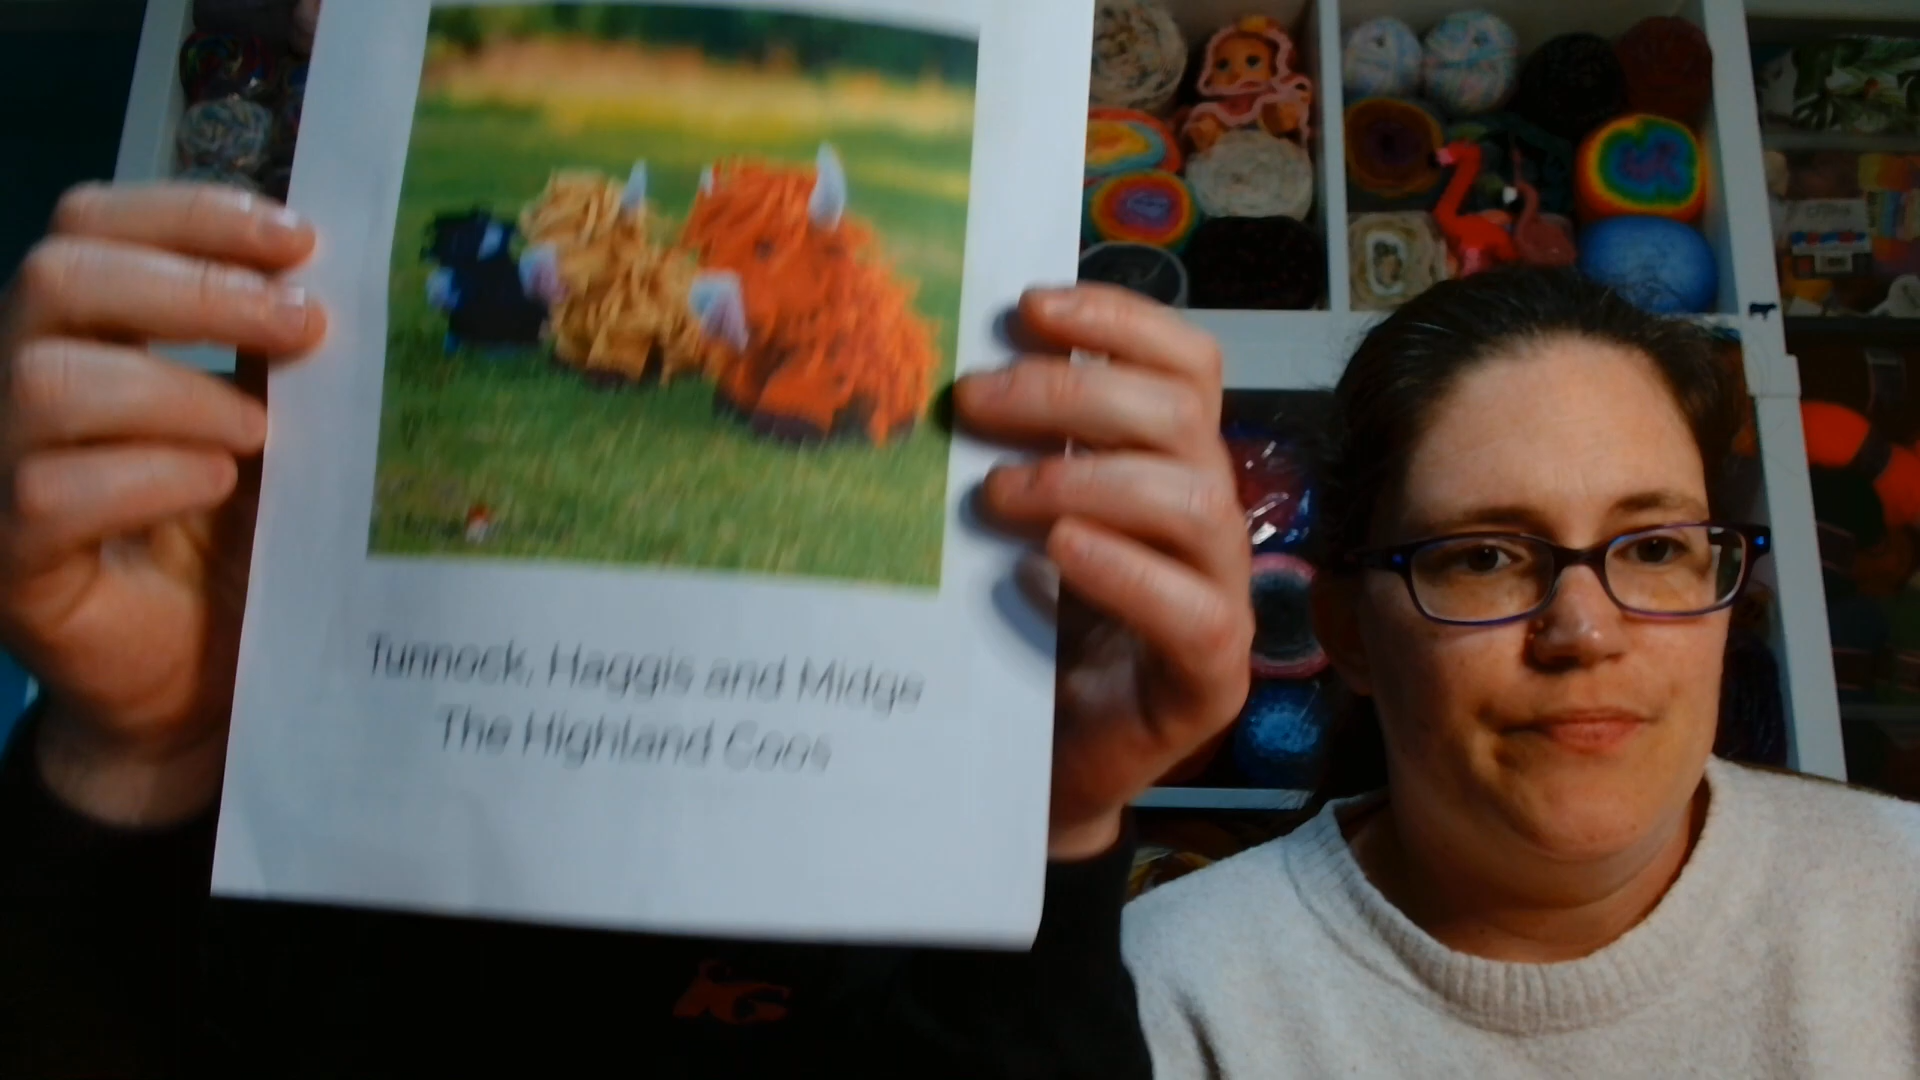 Tunnock, Haggis and Midge
The Highland Coos